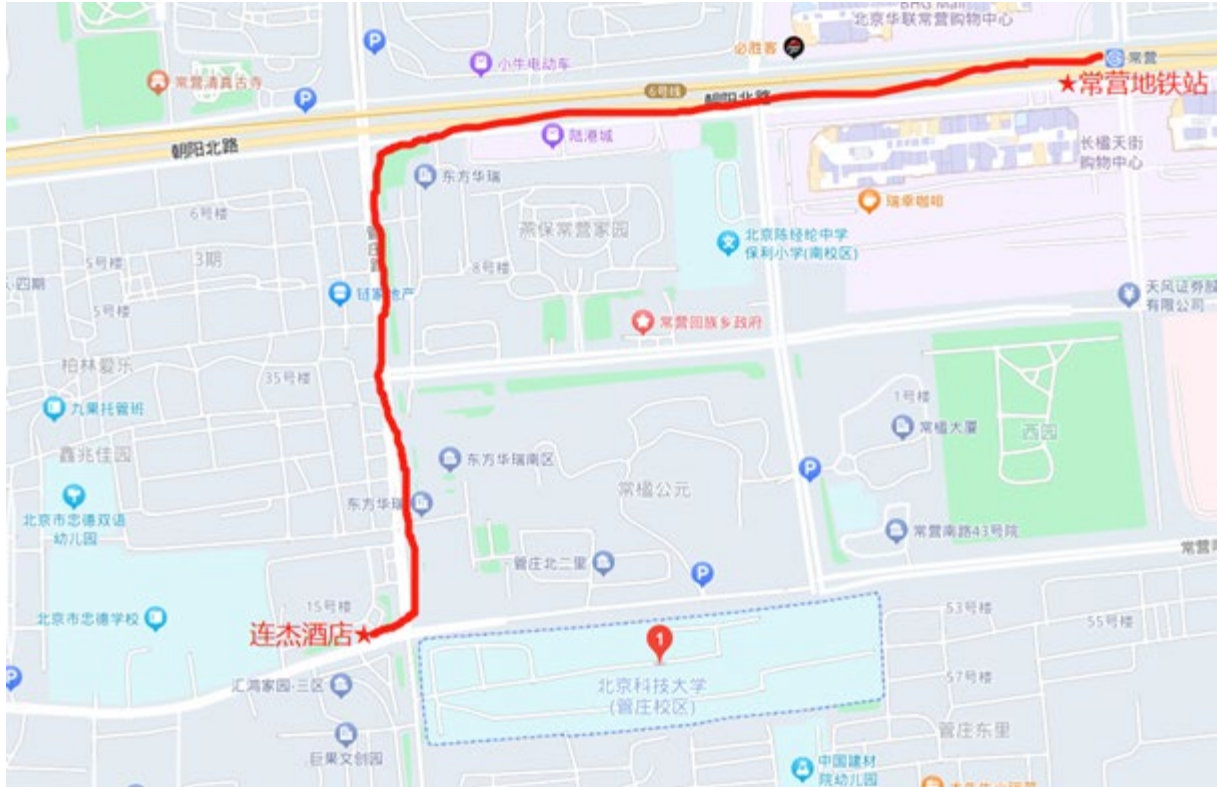 BHG Mall
北京华联常营购物中心
必胜客
小牛电动车
常营
常营清真古寺
6号线
★常营地铁站
朝阳北路
陆港城
朝阳北路
长楹天街
购物中心
东方华瑞
瑞幸咖啡
6号楼
管庄路
燕保常营家园
北京陈经纶中学
保利小学(南校区)
3期
5号楼
8号楼
四期
链家地产
天风证券股
有限公司
5号楼
常营回族乡政府
柏林爱乐
35号楼
1号楼
九果托管班
常楹大厦
西园
鑫兆佳园
东方华瑞南区
常楹公元
东方华瑞
北京市忠德双语
幼儿园
常营南路43号院
管庄北二里
常营
15号楼
53号楼
北京市忠德学校
55号楼
连杰酒店★
1
57号楼
汇鸿家园·三区
北京科技大学
(管庄校区)
管庄东里
巨果文创园
中国建材
院幼儿园